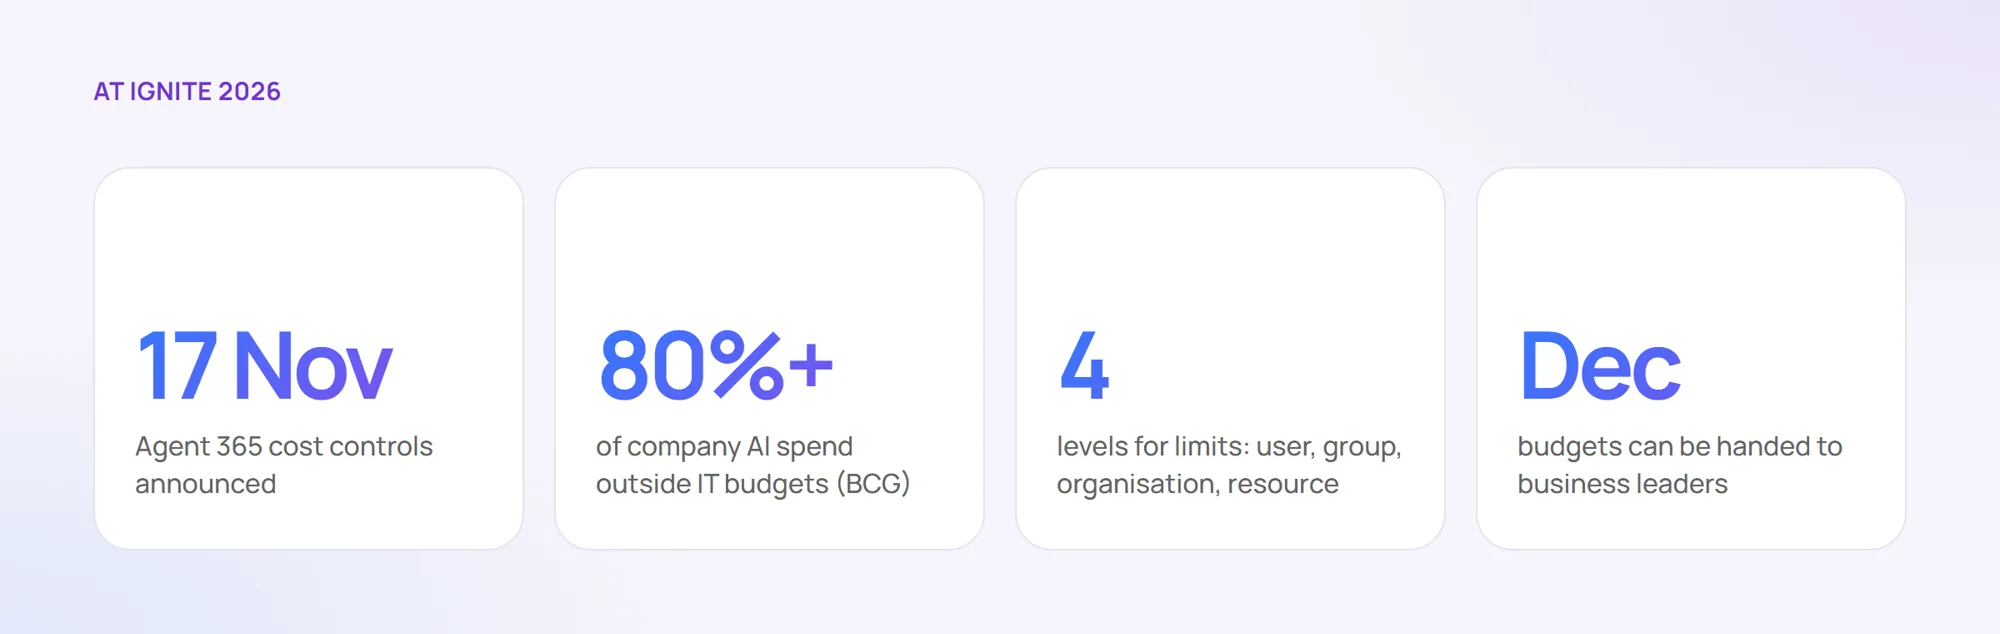 AT IGNITE 2026
17 Nov
Agent 365 cost controls
announced
80%+
of company AI spend
outside IT budgets (BCG)
4
levels for limits: user, group,
organisation, resource
Dec
budgets can be handed to
business leaders